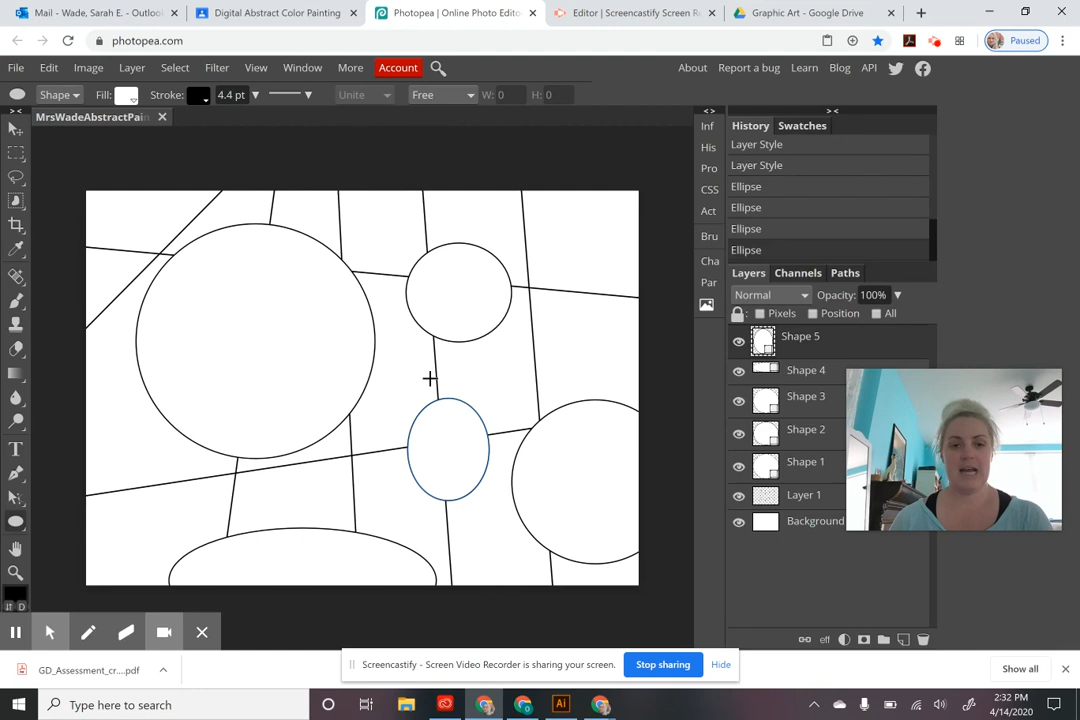 Mail - Wade, Sarah E. - Outlook
Digital Abstract Color Painting
Photopea | Online Photo Edito
Editor | Screencastify Screen R
Graphic Art - Google Drive
photopea.com
Paused
File Edit Image Layer Select Filter View Window More Account
About Report a bug Learn Blog API
Shape Fill: Stroke: 4.4 pt Unite Free W: 0 H: 0
MrsWadeAbstractPain
> <
< >
> <
Inf
His
Pro
CSS
Act
Bru
Cha
Par
History Swatches
Layer Style
Layer Style
Ellipse
Ellipse
Ellipse
Ellipse
Layers Channels Paths
Normal Opacity: 100%
: Pixels Position All
Shape 5
Shape 4
Shape 3
Shape 2
Shape 1
Layer 1
Background
D
GD_Assessment_cr....pdf
Screencastify - Screen Video Recorder is sharing your screen. Stop sharing Hide
Show all
Type here to search
Ai
2:32 PM
4/14/2020